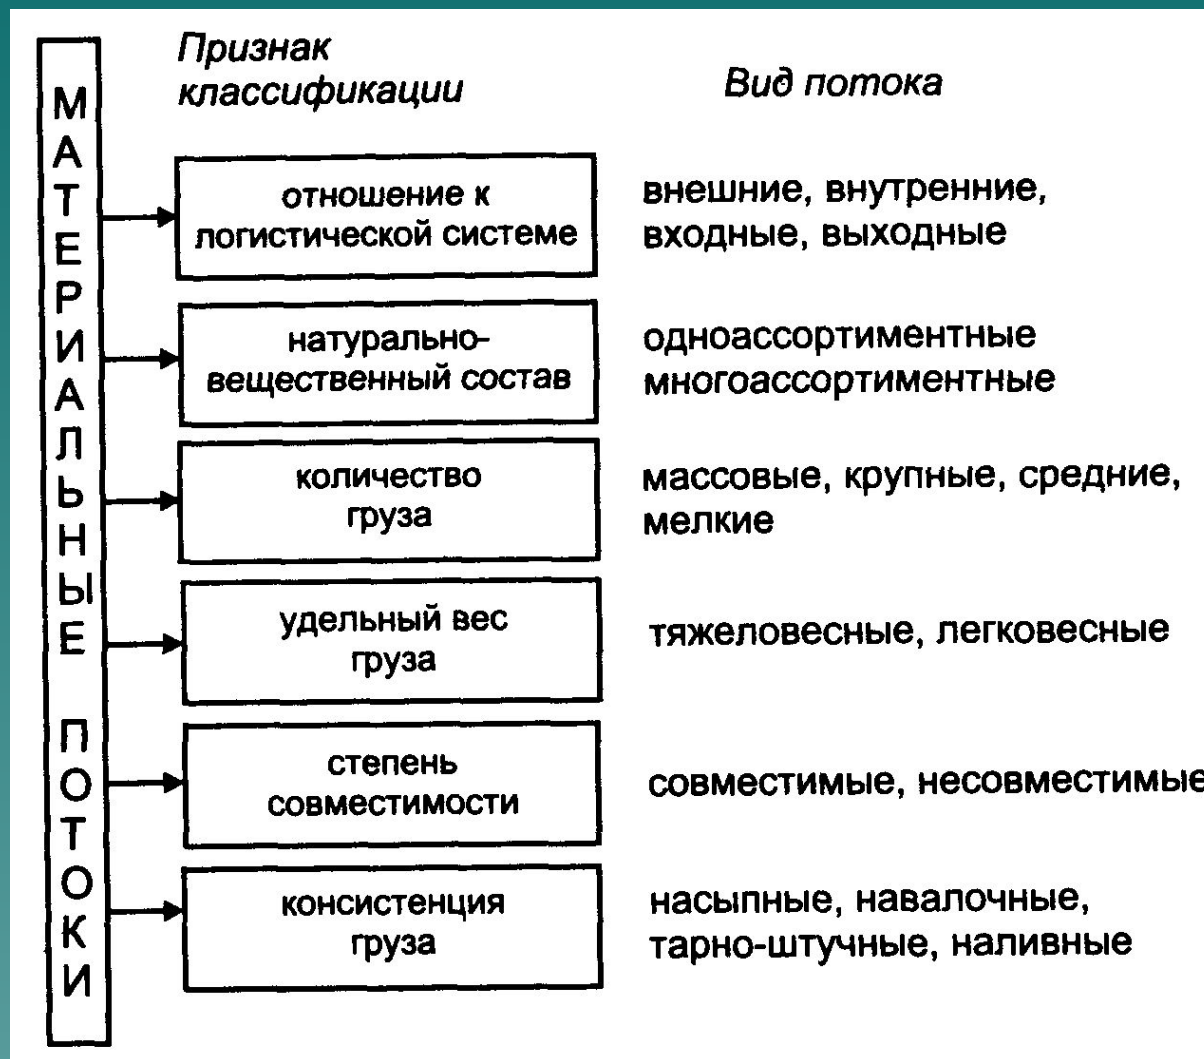 МАТЕРИАЛЬНЫЕ ПОТОКИ
Признак
классификации
Вид потока
отношение к
логистической системе
внешние, внутренние,
входные, выходные
натурально-
вещественный состав
одноассортиментные
многоассортиментные
количество
груза
массовые, крупные, средние,
мелкие
удельный вес
груза
тяжеловесные, легковесные
степень
совместимости
совместимые, несовместимые
консистенция
груза
насыпные, навалочные,
тарно-штучные, наливные